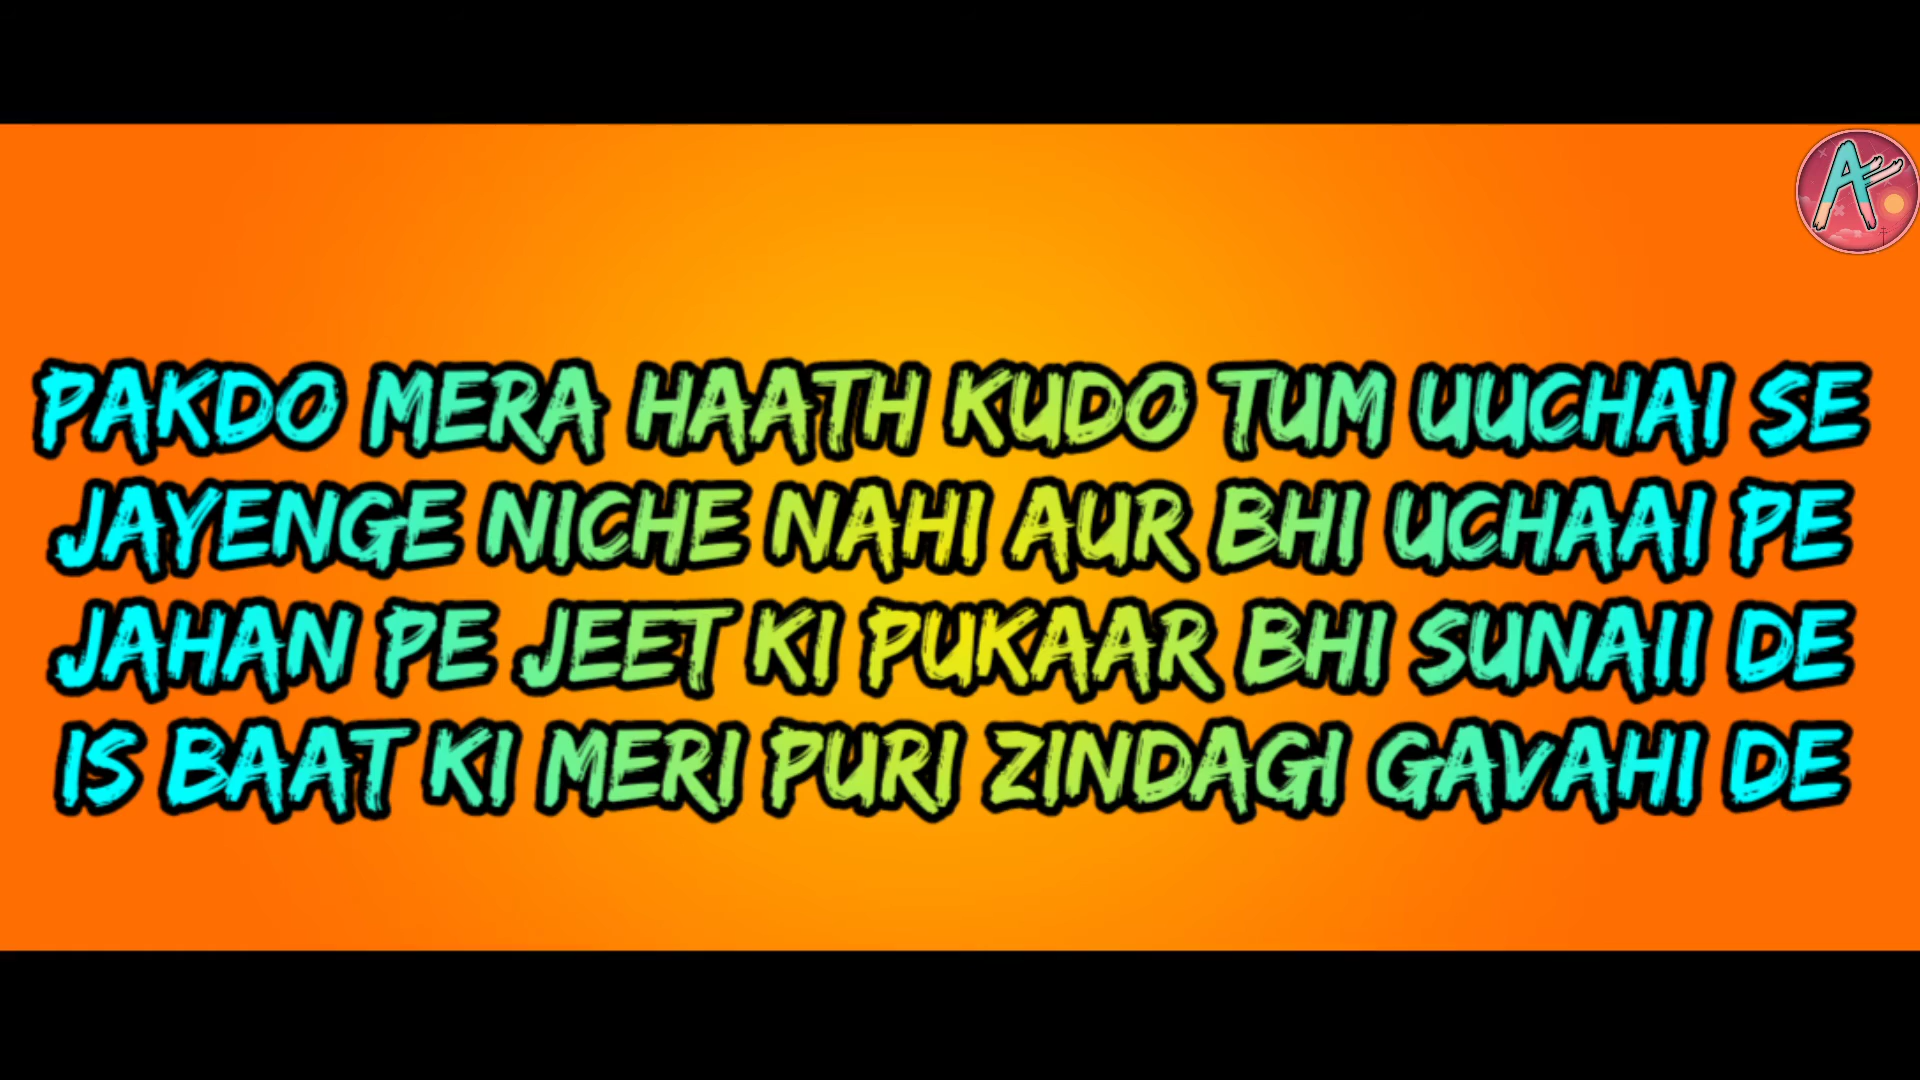 PAKDO MERA HAATH KUDO TUM UUCHAI SE
JAYENGE NICHE NAHI AUR BHI UCHAAI PE
JAHAN PE JEET KI PUKAAR BHI SUNAII DE
IS BAAT KI MERI PURI ZINDAGI GAVAHI DE
A